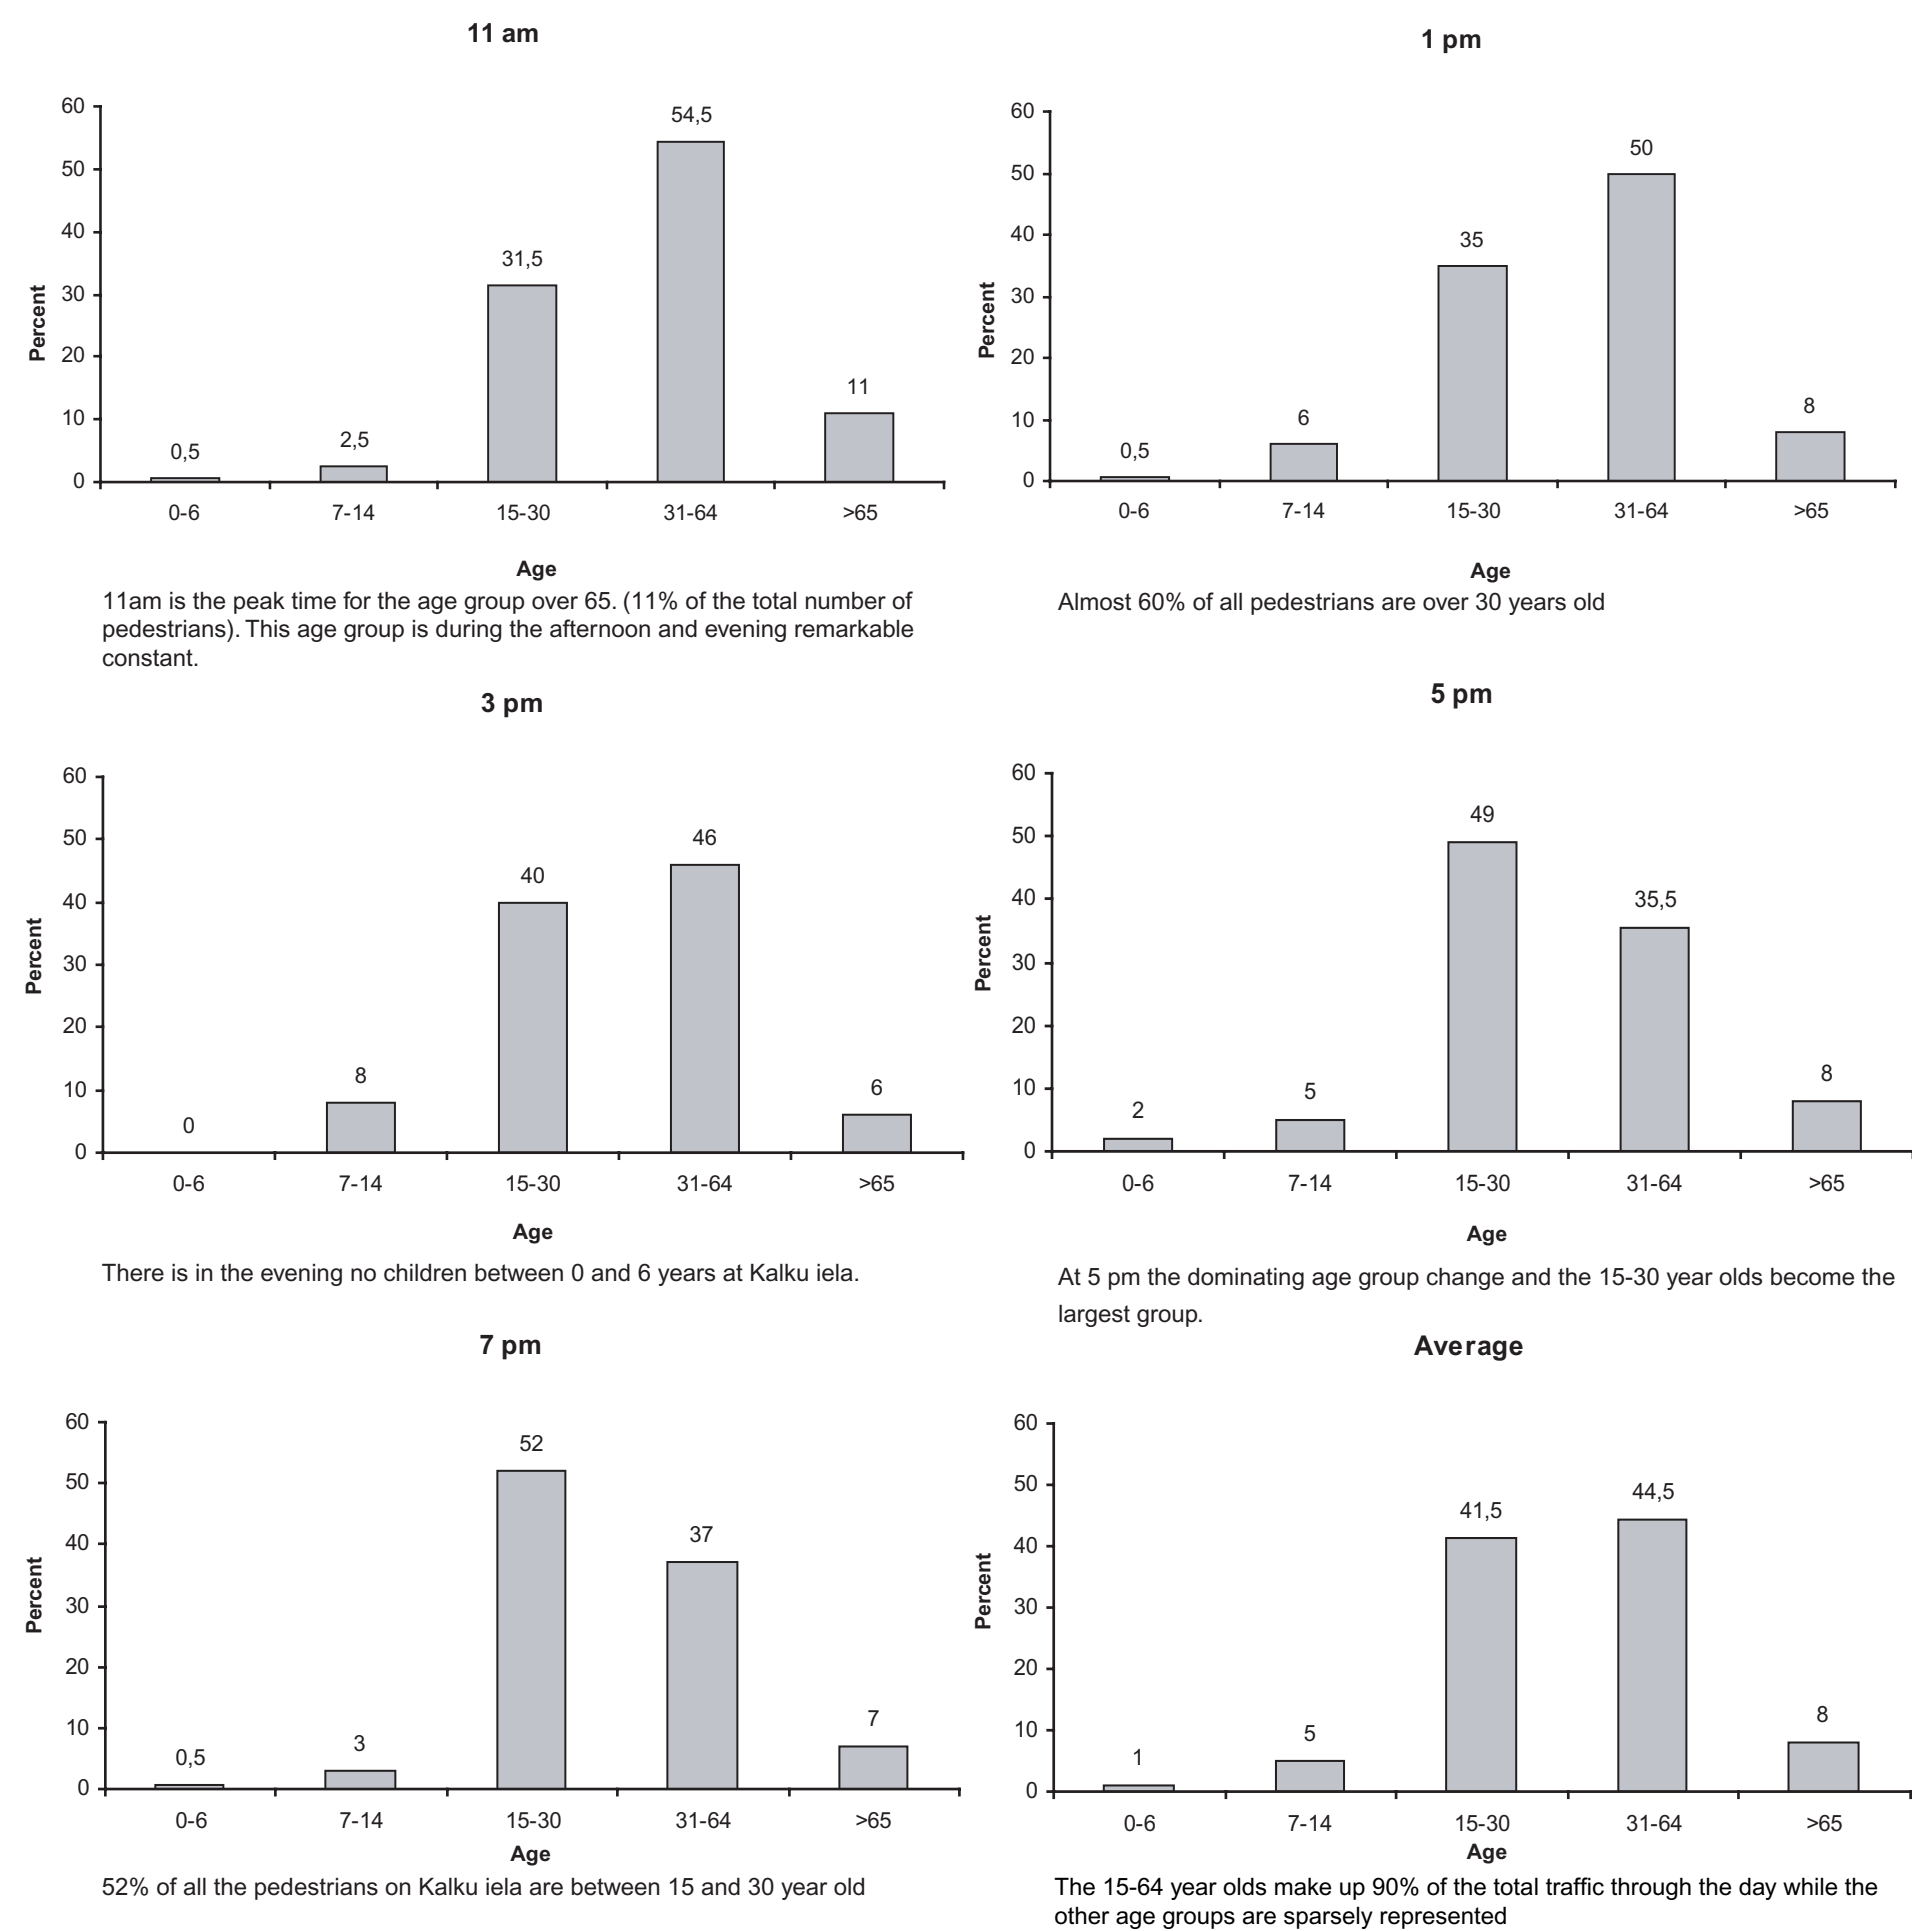 11 am
60
50
40
30
20
10
0
Percent
0,5
2,5
31,5
54,5
11
0-6 7-14 15-30 31-64 >65
Age
11am is the peak time for the age group over 65. (11% of the total number of
pedestrians). This age group is during the afternoon and evening remarkable
constant.
1 pm
60
50
40
30
20
10
0
Percent
0,5
6
35
50
8
0-6 7-14 15-30 31-64 >65
Age
Almost 60% of all pedestrians are over 30 years old
3 pm
60
50
40
30
20
10
0
Percent
0
8
40
46
6
0-6 7-14 15-30 31-64 >65
Age
There is in the evening no children between 0 and 6 years at Kalku iela.
5 pm
60
50
40
30
20
10
0
Percent
2
5
49
35,5
8
0-6 7-14 15-30 31-64 >65
Age
At 5 pm the dominating age group change and the 15-30 year olds become the
largest group.
7 pm
60
50
40
30
20
10
0
Percent
0,5
3
52
37
7
0-6 7-14 15-30 31-64 >65
Age
52% of all the pedestrians on Kalku iela are between 15 and 30 year old
Average
60
50
40
30
20
10
0
Percent
1
5
41,5
44,5
8
0-6 7-14 15-30 31-64 >65
Age
The 15-64 year olds make up 90% of the total traffic through the day while the
other age groups are sparsely represented